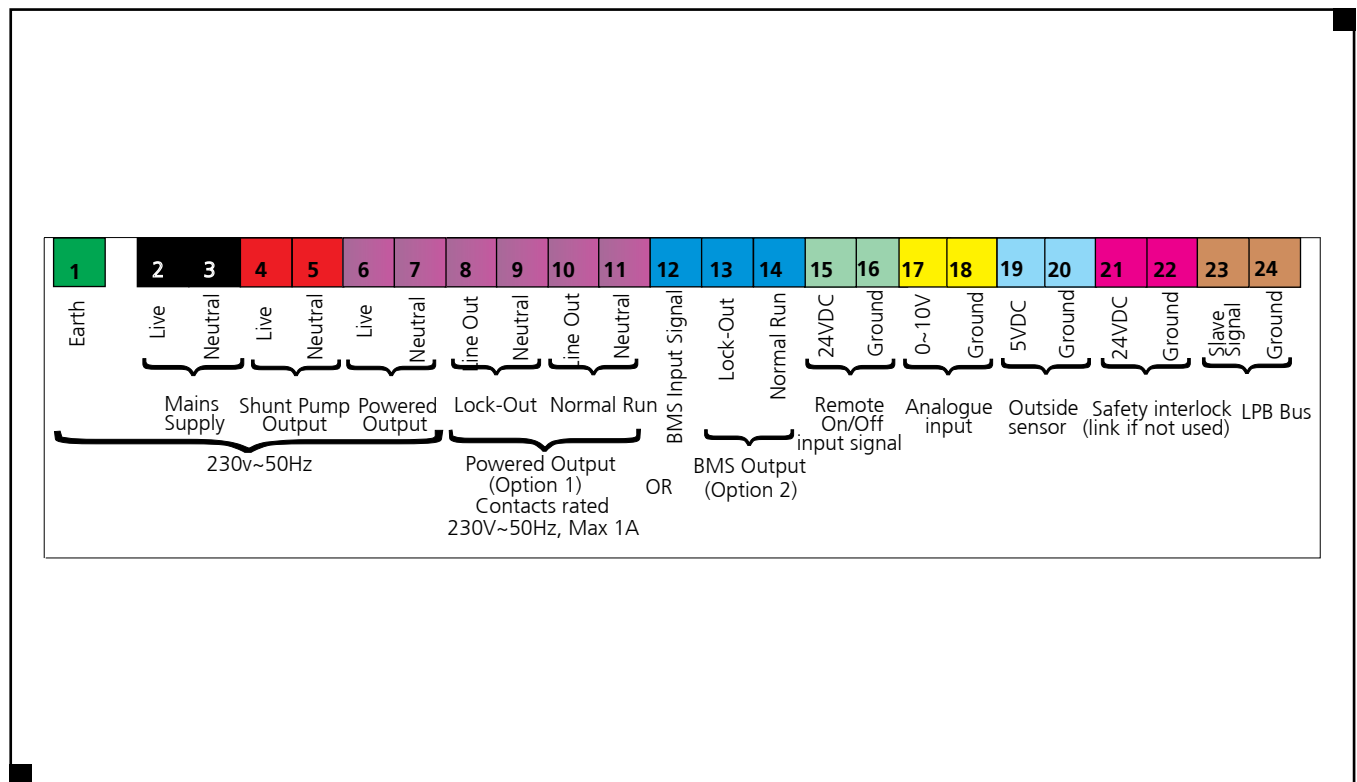 1 2 3 4 5 6 7 8 9 10 11 12 13 14 15 16 17 18 19 20 21 22 23 24
Earth
Live
Neutral
Live
Neutral
Live
Neutral
Line Out
Neutral
Line Out
Neutral
BMS Input Signal
Lock-Out
Normal Run
24VDC
Ground
0~10V
Ground
5VDC
Ground
24VDC
Ground
Slave
Signal
Ground
Mains
Supply
Shunt Pump
Output
Powered
Output
Lock-Out
Normal Run
Remote
On/Off
input signal
Analogue
input
Outside
sensor
Safety interlock
(link if not used)
LPB Bus
230v~50Hz
Powered Output
(Option 1)
Contacts rated
230V~50Hz, Max 1A
OR
BMS Output
(Option 2)